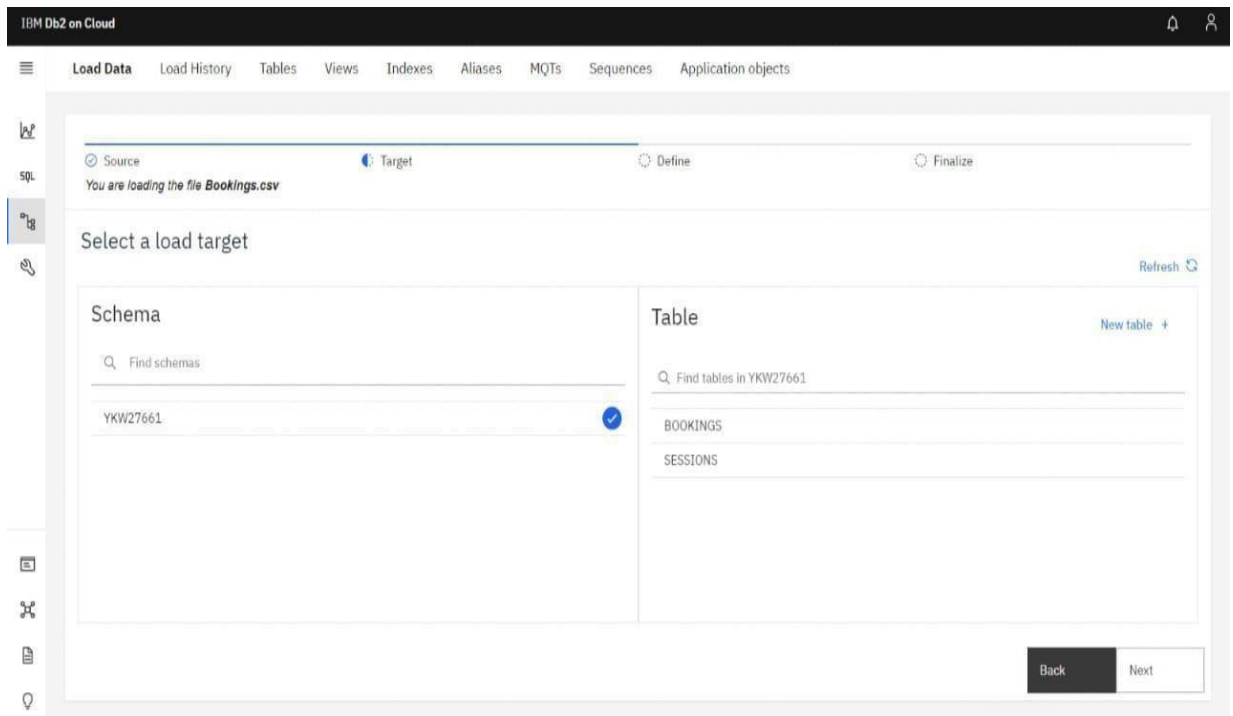 IBM Db2 on Cloud
Load Data Load History Tables Views Indexes Aliases MQTs Sequences Application objects
Source Target Define Finalize
You are loading the file Bookings.csv
SQL
Select a load target
Refresh
Schema
Find schemas
YKW27661
Table
New table +
Find tables in YKW27661
BOOKINGS
SESSIONS
Back Next